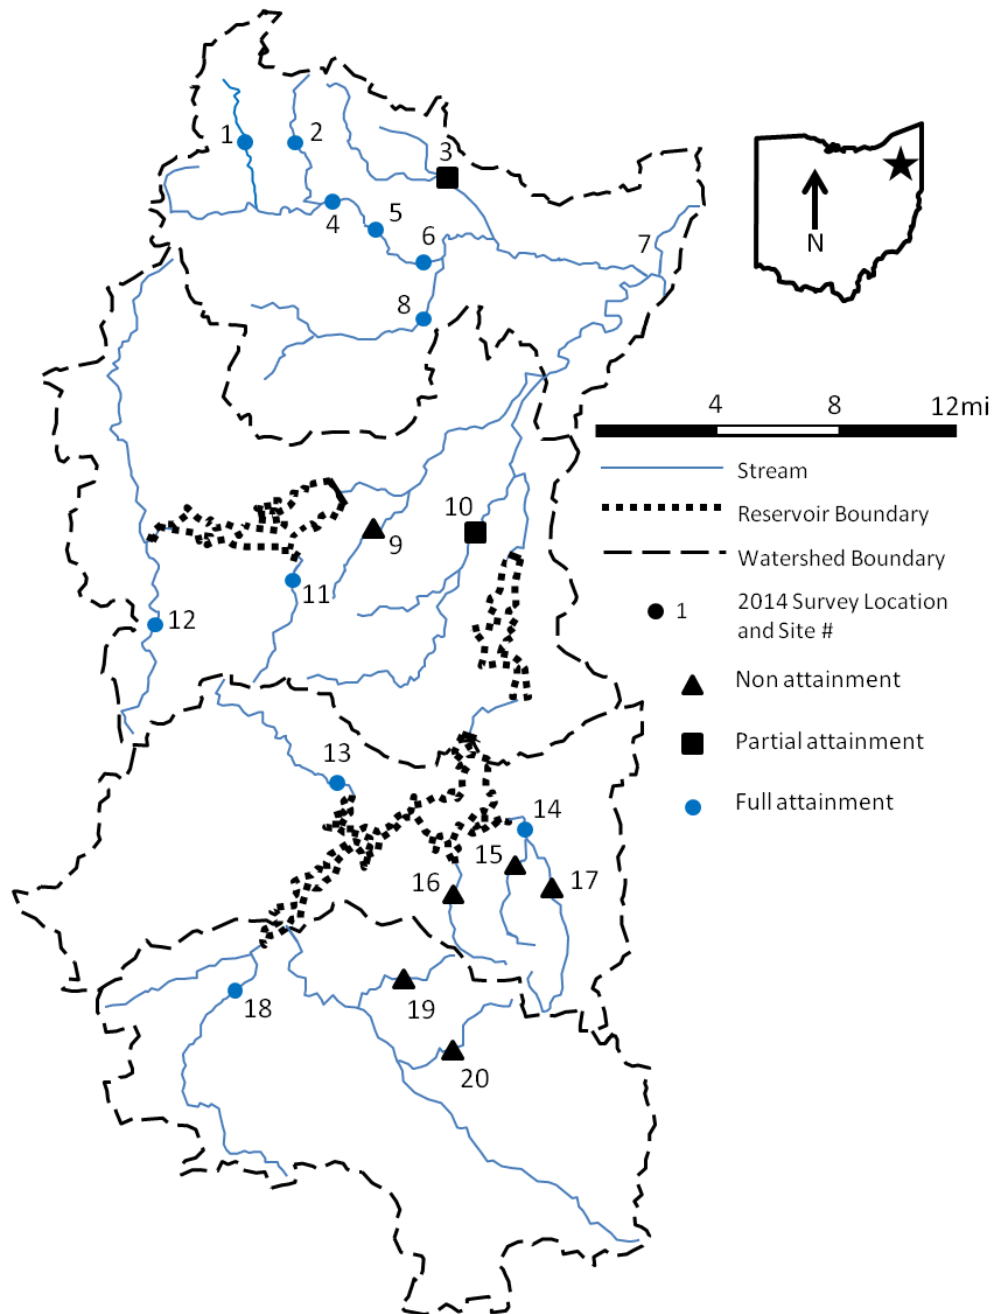 1
2
3
4
5
6
7
8
N
4 8 12mi
Stream
Reservoir Boundary
Watershed Boundary
1 2014 Survey Location
and Site #
Non attainment
Partial attainment
Full attainment
10
9
11
12
13
14
15
16
17
18
19
20